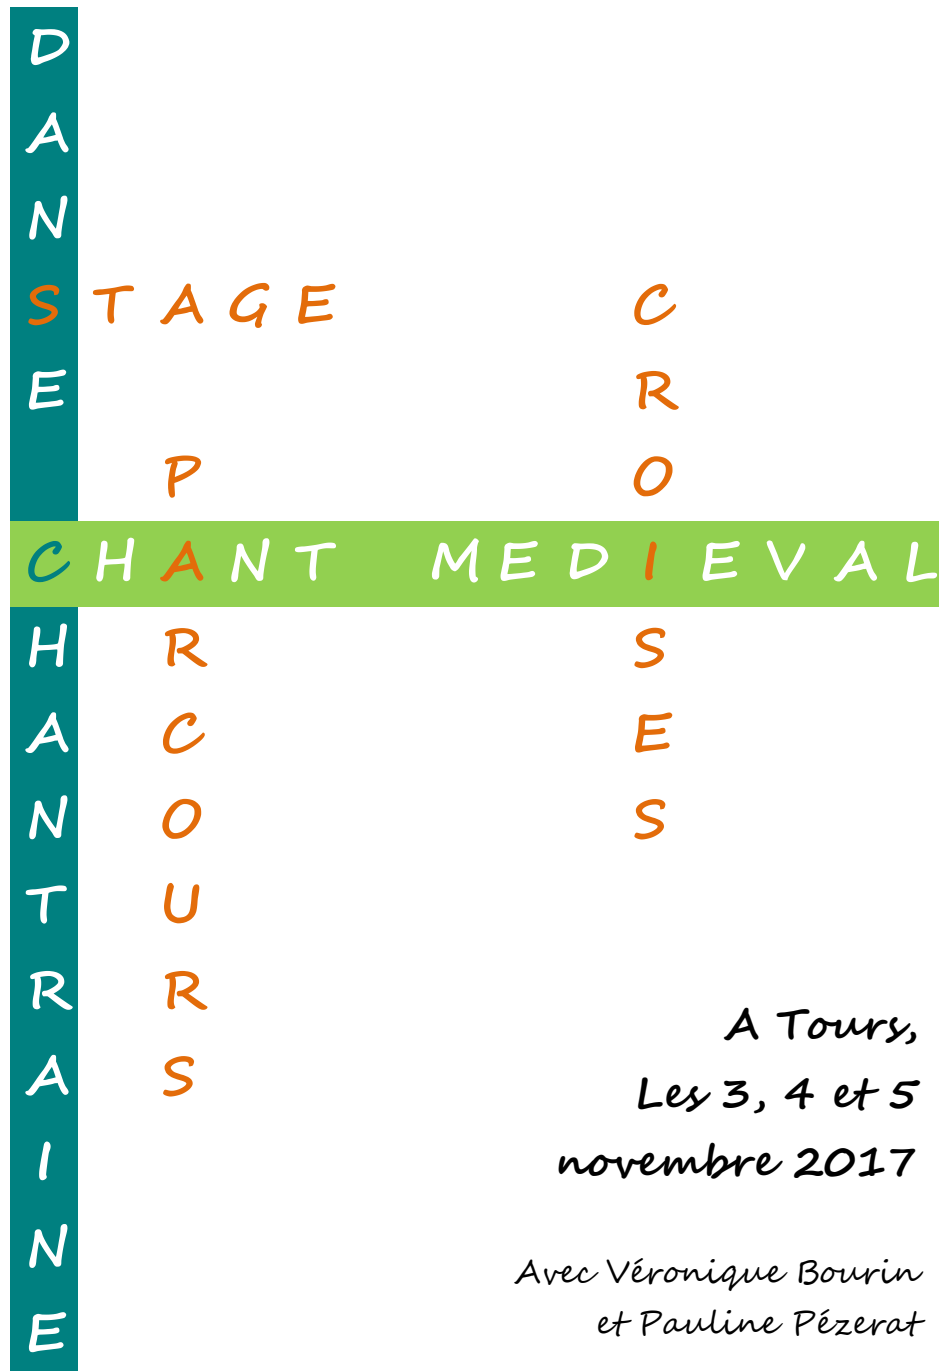 DANSE CHANTRAINE
STAGE
PARCOURS
CROISES
CHANT MEDIEVAL
A Tours,
Les 3, 4 et 5
novembre 2017
Avec Véronique Bourin
et Pauline Pézerat